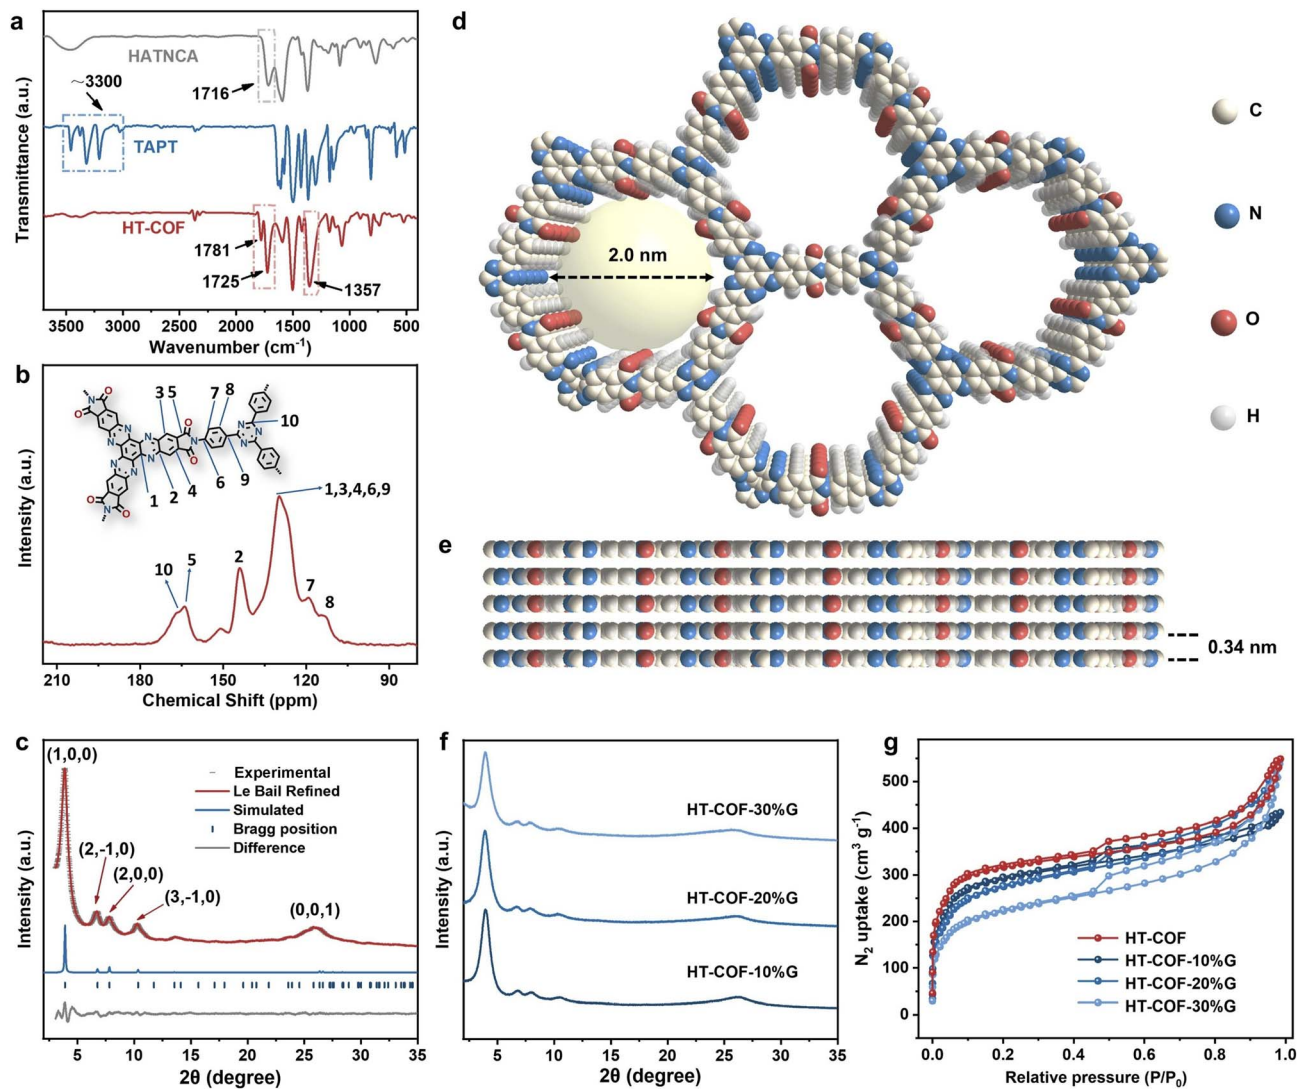 a
HATNCA
~3300
1716
TAPT
HT-COF
1781
1725
1357
Transmittance (a.u.)
3500 3000 2500 2000 1500 1000 500
Wavenumber (cm⁻¹)
b
3 5 7 8
10
1 2 4 6 9
O O
N
O O
N N
N N
N N
N
N N
N
O
O
O O
N
1,3,4,6,9
10 5 2 7 8
Intensity (a.u.)
210 180 150 120 90
Chemical Shift (ppm)
c
(1,0,0)
(2,-1,0)
(2,0,0)
(3,-1,0)
(0,0,1)
Experimental
Le Bail Refined
Simulated
Bragg position
Difference
Intensity (a.u.)
5 10 15 20 25 30 35
2θ (degree)
d
2.0 nm
C
N
O
H
e
0.34 nm
f
HT-COF-30%G
HT-COF-20%G
HT-COF-10%G
Intensity (a.u.)
5 10 15 20 25 30 35
2θ (degree)
g
500
400
300
200
100
0
N₂ uptake (cm³ g⁻¹)
HT-COF
HT-COF-10%G
HT-COF-20%G
HT-COF-30%G
0.0 0.2 0.4 0.6 0.8 1.0
Relative pressure (P/P₀)